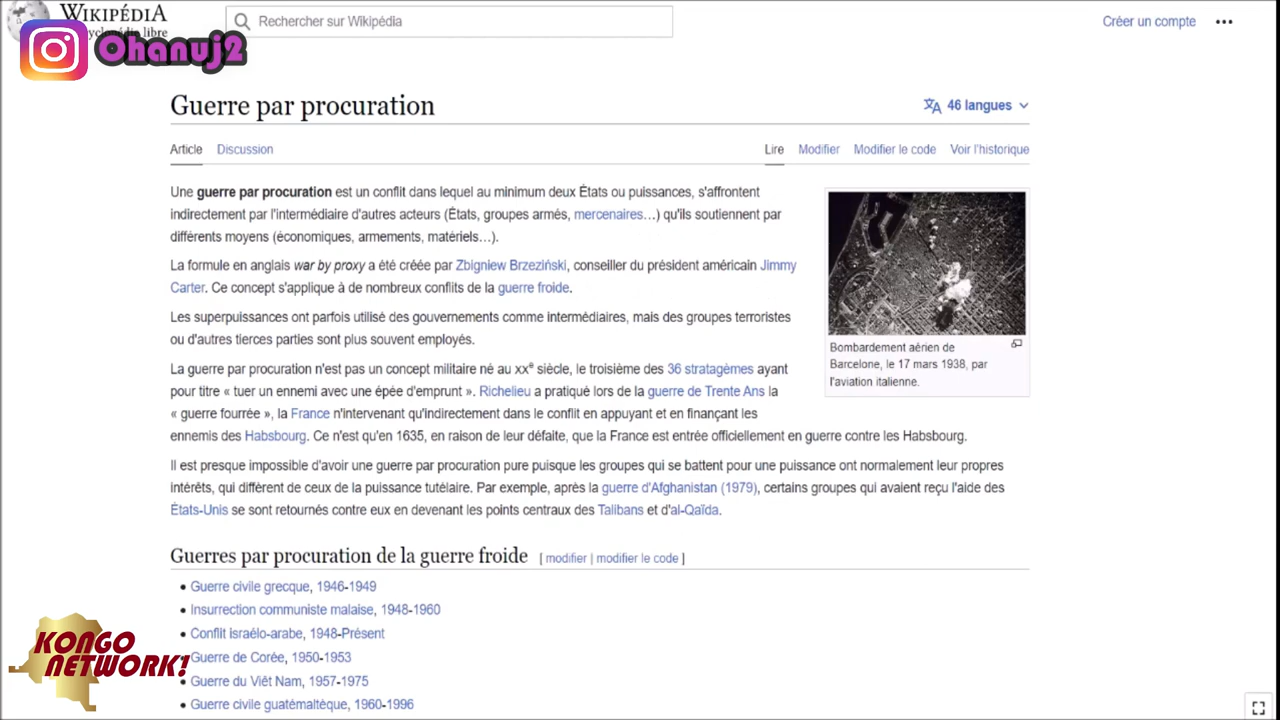 WIKIPÉDIA
Rechercher sur Wikipédia
Créer un compte
Ohanuj2
Guerre par procuration
46 langues
Article Discussion
Lire Modifier Modifier le code Voir l'historique
Une guerre par procuration est un conflit dans lequel au minimum deux États ou puissances, s'affrontent
indirectement par l'intermédiaire d'autres acteurs (États, groupes armés, mercenaires…) qu'ils soutiennent par
différents moyens (économiques, armements, matériels…).
La formule en anglais war by proxy a été créée par Zbigniew Brzeziński, conseiller du président américain Jimmy
Carter. Ce concept s'applique à de nombreux conflits de la guerre froide.
Les superpuissances ont parfois utilisé des gouvernements comme intermédiaires, mais des groupes terroristes
ou d'autres tierces parties sont plus souvent employés.
Bombardement aérien de
Barcelone, le 17 mars 1938, par
l'aviation italienne.
La guerre par procuration n'est pas un concept militaire né au XXe siècle, le troisième des 36 stratagèmes ayant
pour titre « tuer un ennemi avec une épée d'emprunt ». Richelieu a pratiqué lors de la guerre de Trente Ans la
« guerre fourrée », la France n'intervenant qu'indirectement dans le conflit en appuyant et en finançant les
ennemis des Habsbourg. Ce n'est qu'en 1635, en raison de leur défaite, que la France est entrée officiellement en guerre contre les Habsbourg.
Il est presque impossible d'avoir une guerre par procuration pure puisque les groupes qui se battent pour une puissance ont normalement leur propres
intérêts, qui diffèrent de ceux de la puissance tutélaire. Par exemple, après la guerre d'Afghanistan (1979), certains groupes qui avaient reçu l'aide des
États-Unis se sont retournés contre eux en devenant les points centraux des Talibans et d'al-Qaïda.
Guerres par procuration de la guerre froide [ modifier | modifier le code ]
• Guerre civile grecque, 1946-1949
• Insurrection communiste malaise, 1948-1960
• Conflit israélo-arabe, 1948-Présent
• Guerre de Corée, 1950-1953
• Guerre du Viêt Nam, 1957-1975
• Guerre civile guatémaltèque, 1960-1996
KONGO
NETWORK!